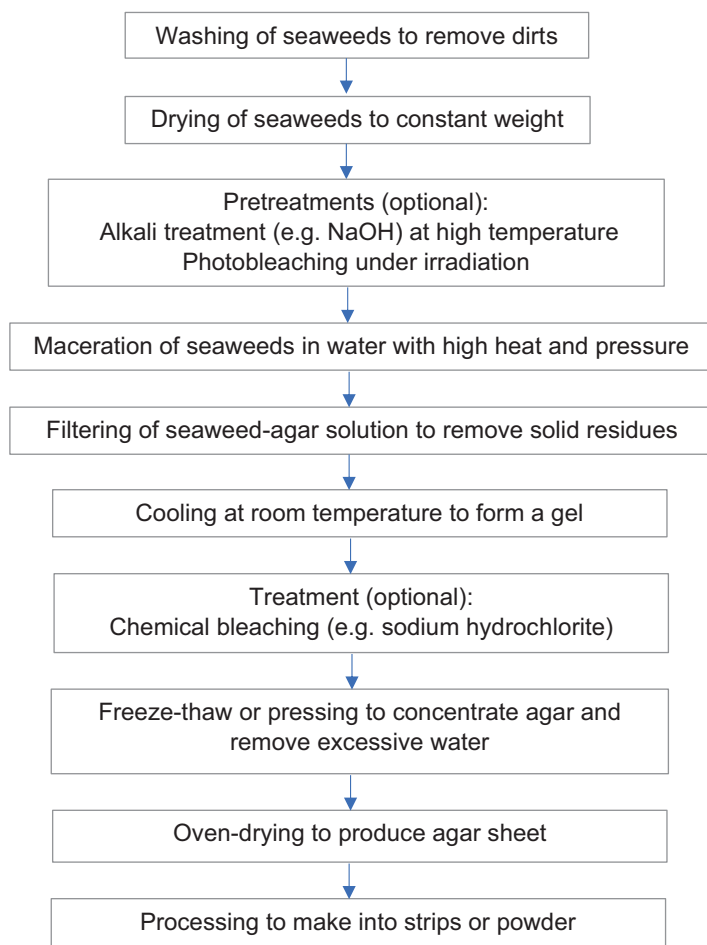 Washing of seaweeds to remove dirts
Drying of seaweeds to constant weight
Pretreatments (optional):
Alkali treatment (e.g. NaOH) at high temperature
Photobleaching under irradiation
Maceration of seaweeds in water with high heat and pressure
Filtering of seaweed-agar solution to remove solid residues
Cooling at room temperature to form a gel
Treatment (optional):
Chemical bleaching (e.g. sodium hydrochlorite)
Freeze-thaw or pressing to concentrate agar and
remove excessive water
Oven-drying to produce agar sheet
Processing to make into strips or powder